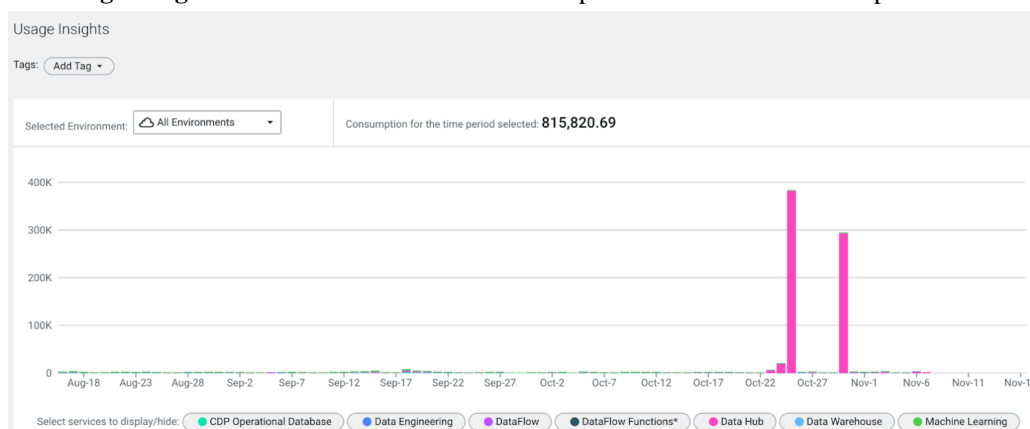 Usage Insights
Tags: Add Tag
Selected Environment: All Environments
Consumption for the time period selected: 815,820.69
400K
300K
200K
100K
0
Aug-18 Aug-23 Aug-28 Sep-2 Sep-7 Sep-12 Sep-17 Sep-22 Sep-27 Oct-2 Oct-7 Oct-12 Oct-17 Oct-22 Oct-27 Nov-1 Nov-6 Nov-11 Nov-1
Select services to display/hide: CDP Operational Database Data Engineering DataFlow DataFlow Functions* Data Hub Data Warehouse Machine Learning